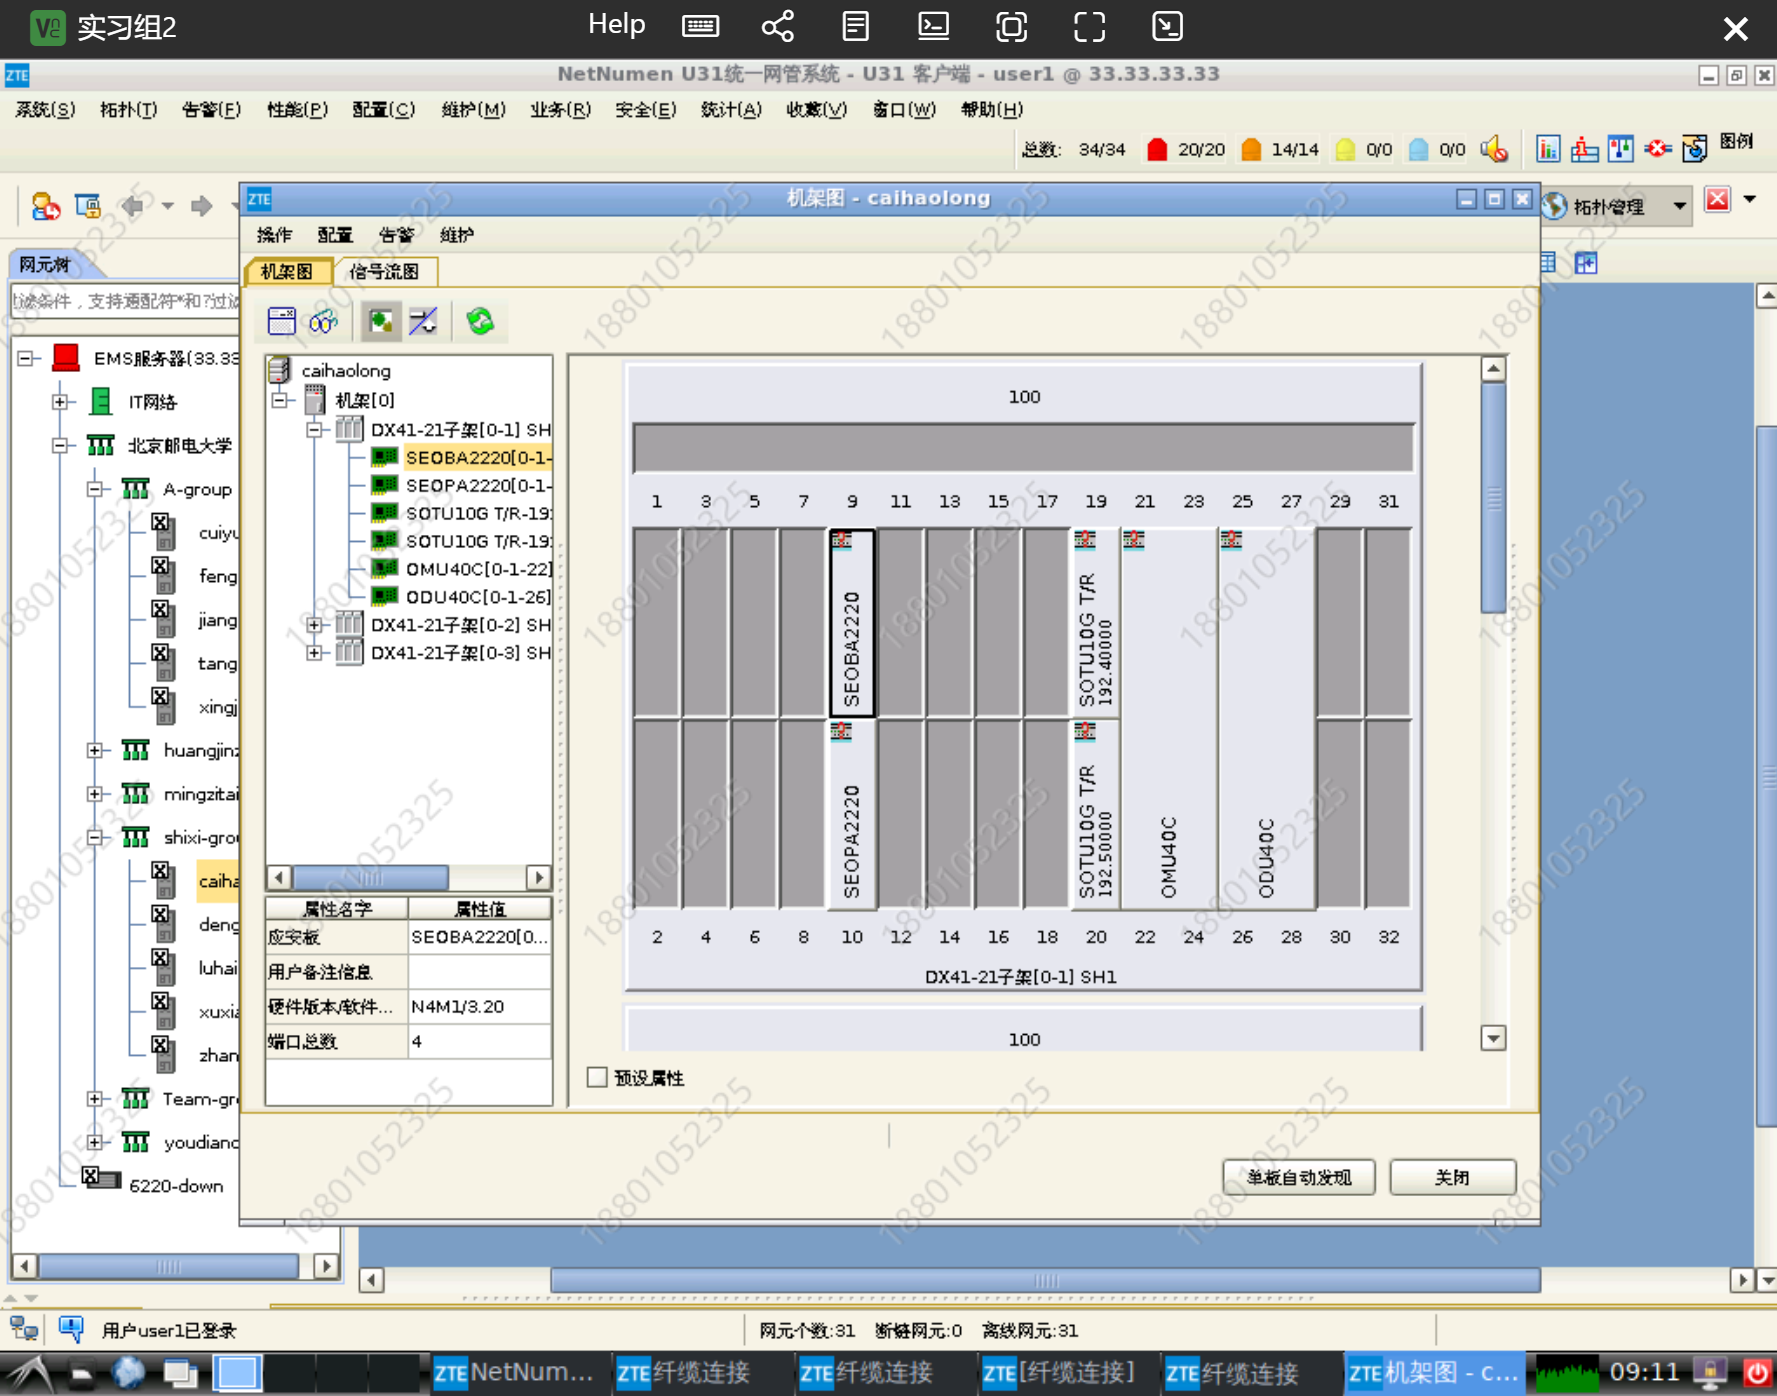 实习组2
Help
NetNumen U31统一网管系统 - U31 客户端 - user1 @ 33.33.33.33
系统(S) 拓扑(T) 告警(F) 性能(P) 配置(C) 维护(M) 业务(R) 安全(E) 统计(A) 收藏(V) 窗口(W) 帮助(H)
总数: 34/34 20/20 14/14 0/0 0/0 图例
拓扑管理
网元树
滤条件，支持通配符*和?过滤
EMS服务器(33.33
IT网络
北京邮电大学
A-group
cuiyu
feng
jiang
tang
xingj
huangjinz
mingzitai
shixi-grou
caiha
deng
luhai
xuxia
zhan
Team-gr
youdiand
6220-down
ZTE 机架图 - caihaolong
操作 配置 告警 维护
机架图 信号流图
caihaolong
机架[0]
DX41-21子架[0-1] SH
SEOBA2220[0-1-
SEOPA2220[0-1-
SOTU10G T/R-19
SOTU10G T/R-19
OMU40C[0-1-22]
ODU40C[0-1-26]
DX41-21子架[0-2] SH
DX41-21子架[0-3] SH
属性名字 属性值
应安板 SEOBA2220[0...
用户备注信息
硬件版本/软件... N4M1/3.20
端口总数 4
100
1 3 5 7 9 11 13 15 17 19 21 23 25 27 29 31
SEOBA2220
SOTU10G T/R
192.40000
SEOPA2220
SOTU10G T/R
192.50000
OMU40C
ODU40C
2 4 6 8 10 12 14 16 18 20 22 24 26 28 30 32
DX41-21子架[0-1] SH1
100
预设属性
单板自动发现 关闭
用户user1已登录
网元个数:31 断链网元:0 离线网元:31
ZTE NetNum... ZTE 纤缆连接 ZTE 纤缆连接 ZTE [纤缆连接] ZTE 纤缆连接 ZTE 机架图 - c... 09:11
18801052325